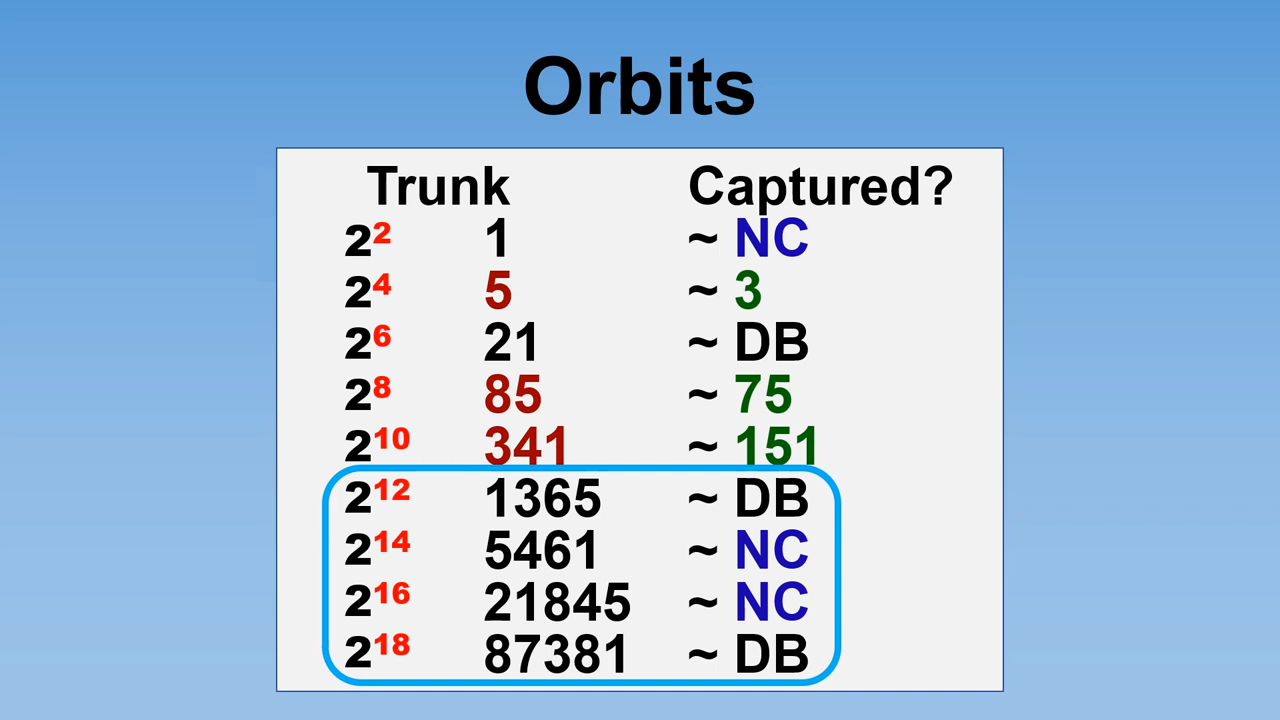 Orbits
Trunk Captured?
2² 1 ~ NC
2⁴ 5 ~ 3
2⁶ 21 ~ DB
2⁸ 85 ~ 75
2¹⁰ 341 ~ 151
2¹² 1365 ~ DB
2¹⁴ 5461 ~ NC
2¹⁶ 21845 ~ NC
2¹⁸ 87381 ~ DB